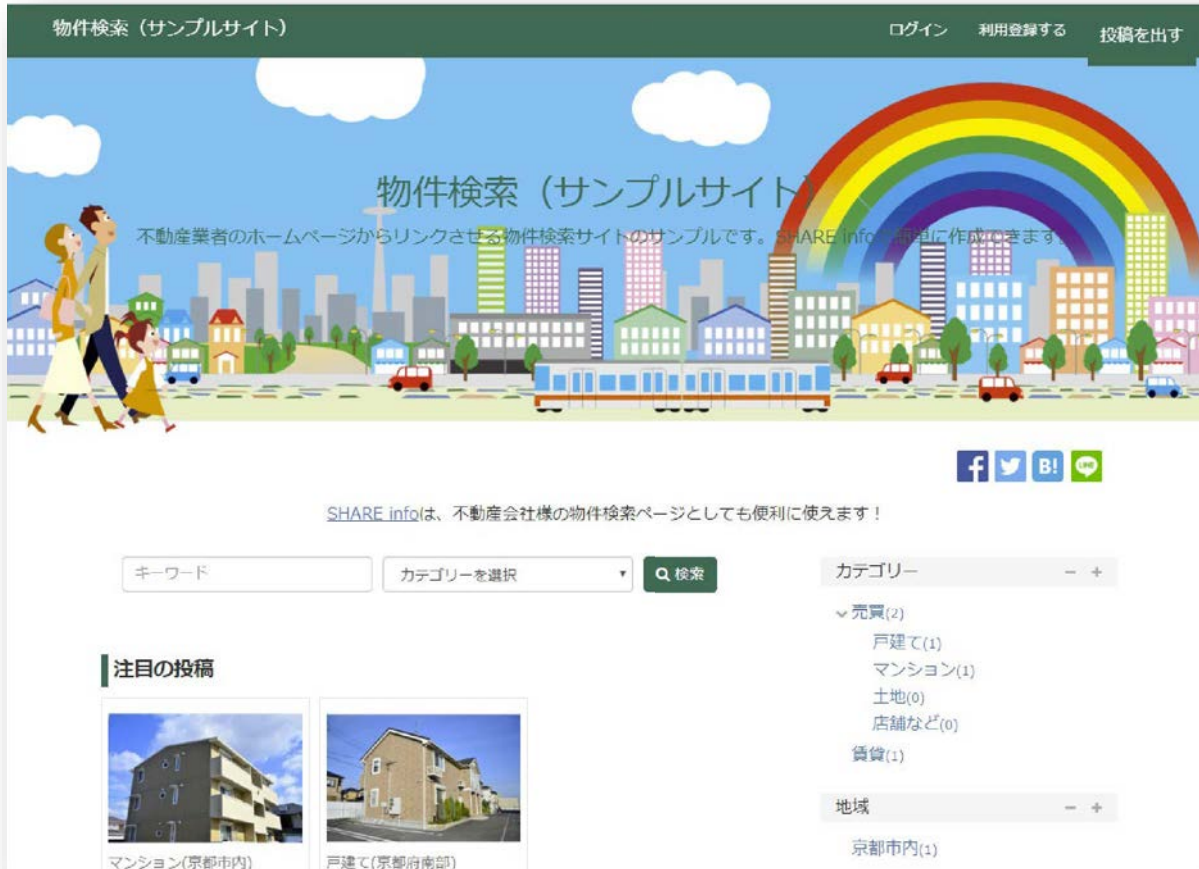 物件検索（サンプルサイト）
ログイン 利用登録する 投稿を出す
物件検索（サンプルサイト）
不動産業者のホームページからリンクさせる物件検索サイトのサンプルです。SHARE infoで簡単に作成できます。
B!
LINE
SHARE infoは、不動産会社様の物件検索ページとしても便利に使えます！
キーワード カテゴリーを選択 検索
カテゴリー － ＋
売買(2)
戸建て(1)
マンション(1)
土地(0)
店舗など(0)
賃貸(1)
注目の投稿
マンション(京都市内) 戸建て(京都府南部)
地域 － ＋
京都市内(1)